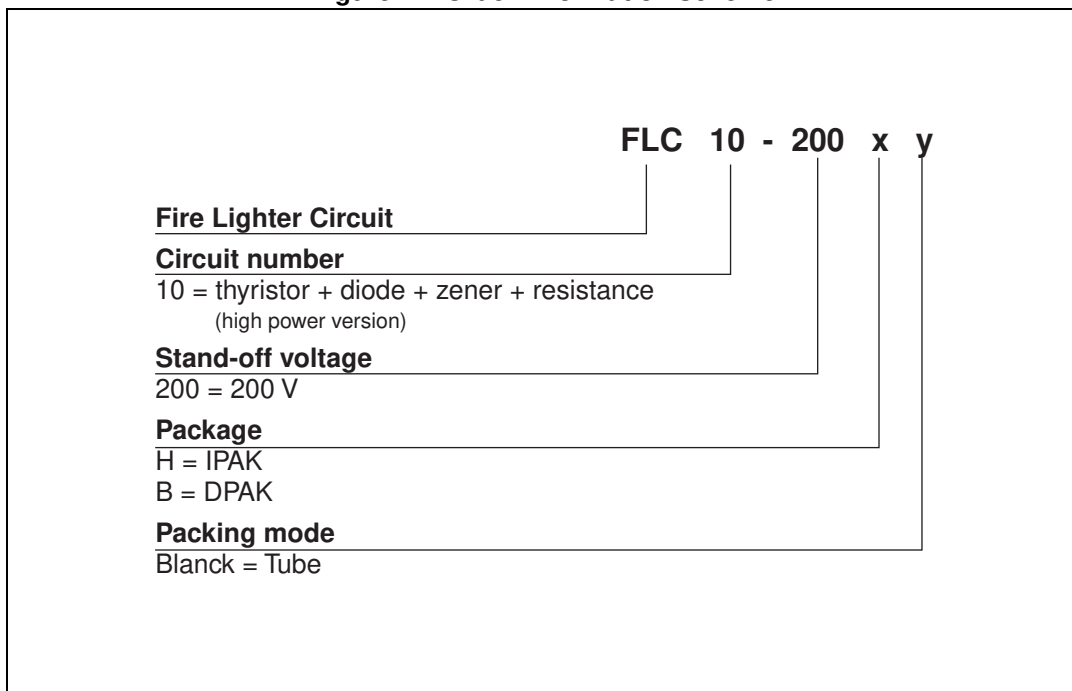 FLC 10 - 200 x y
Fire Lighter Circuit
Circuit number
10 = thyristor + diode + zener + resistance
(high power version)
Stand-off voltage
200 = 200 V
Package
H = IPAK
B = DPAK
Packing mode
Blanck = Tube